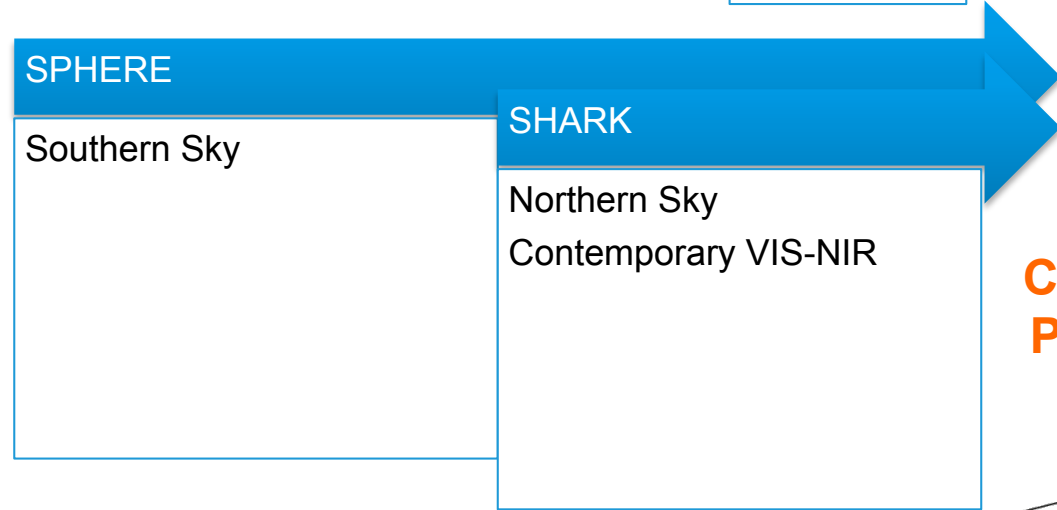 SPHERE
Southern Sky
SHARK
Northern Sky
Contemporary VIS-NIR
C
P